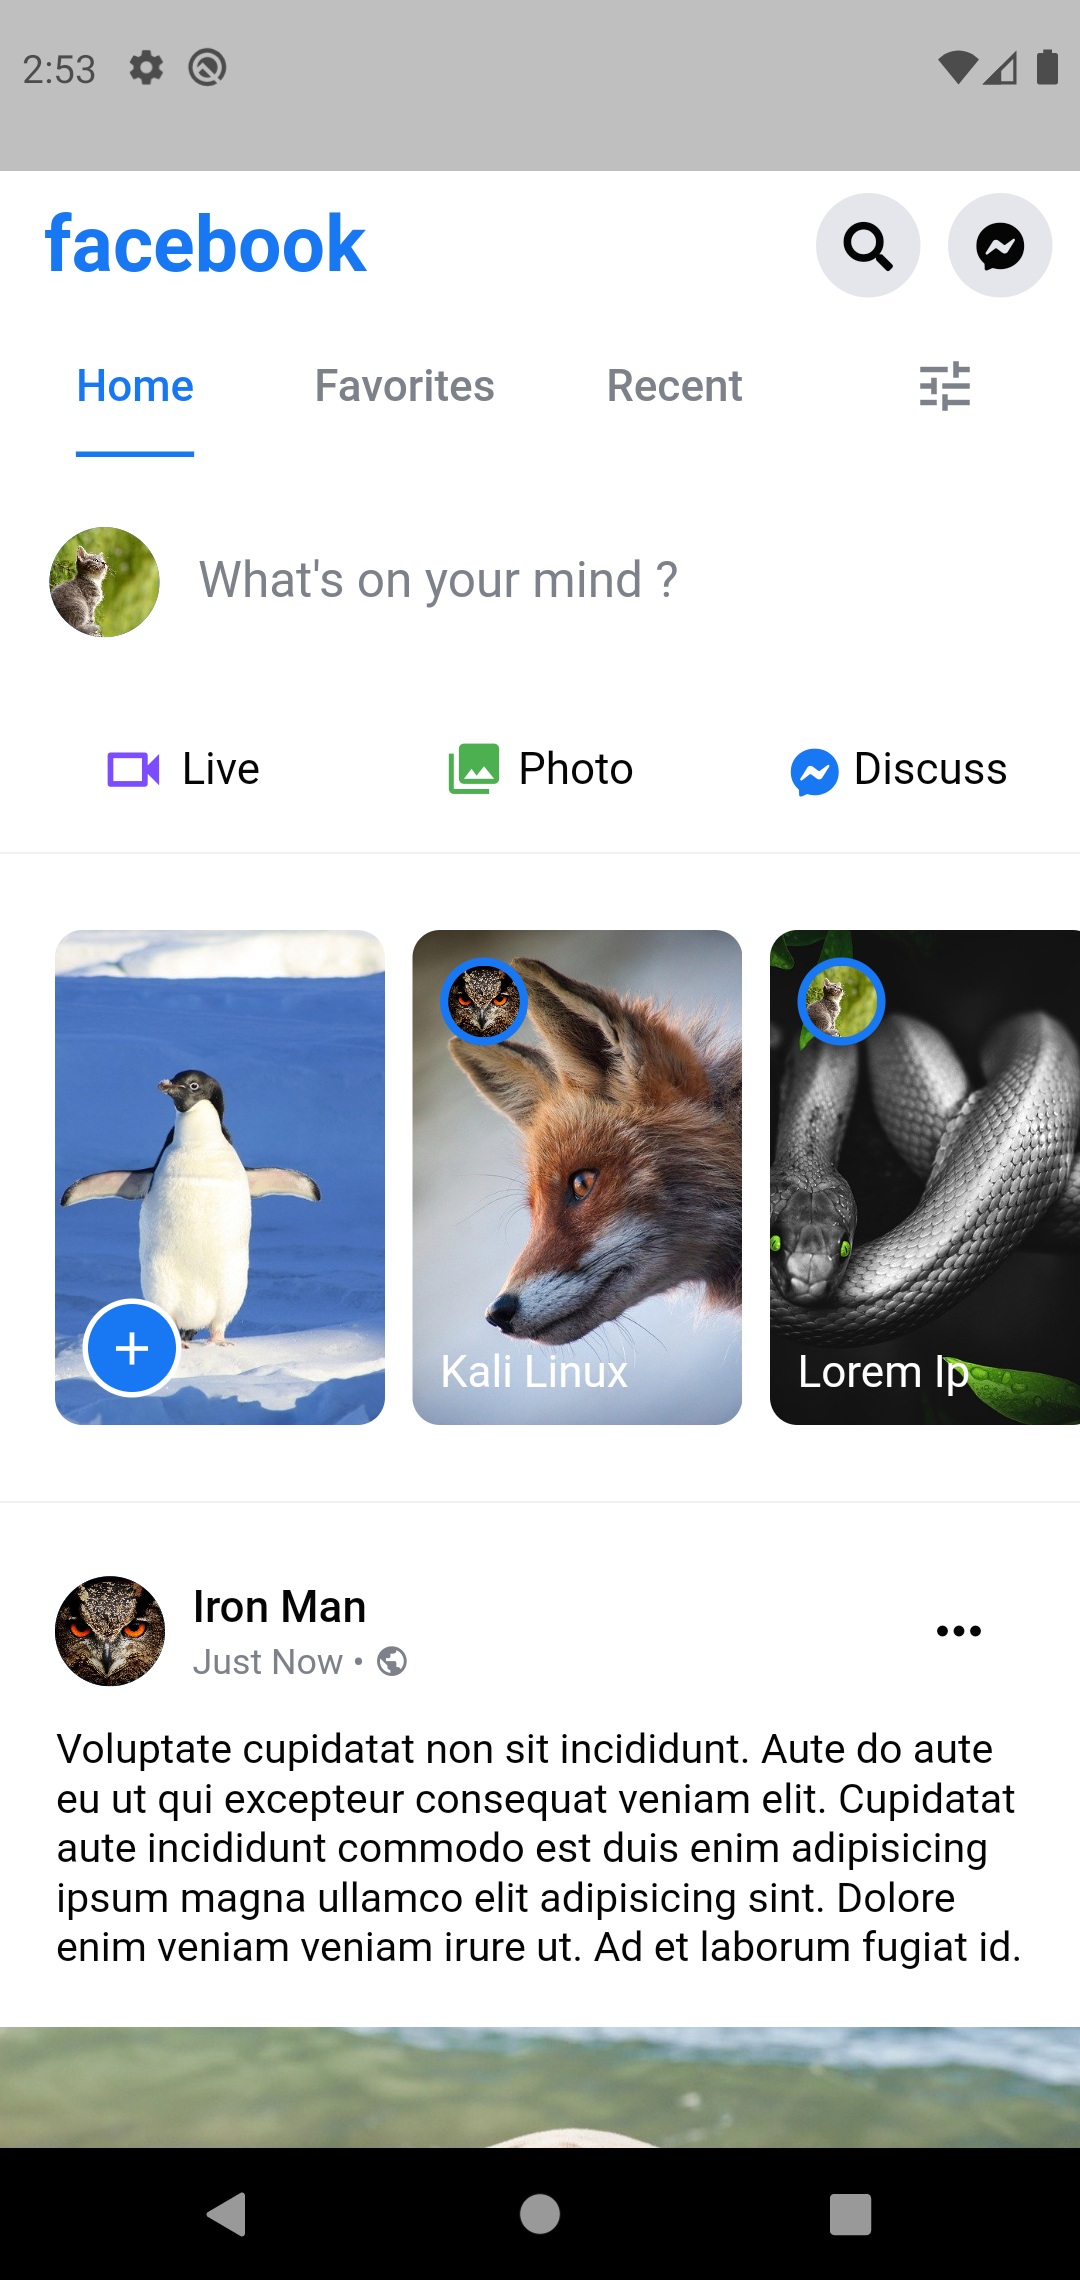 2:53
facebook
Home Favorites Recent
What's on your mind ?
Live Photo Discuss
Kali Linux Lorem Ip
Iron Man
Just Now •
Voluptate cupidatat non sit incididunt. Aute do aute
eu ut qui excepteur consequat veniam elit. Cupidatat
aute incididunt commodo est duis enim adipisicing
ipsum magna ullamco elit adipisicing sint. Dolore
enim veniam veniam irure ut. Ad et laborum fugiat id.